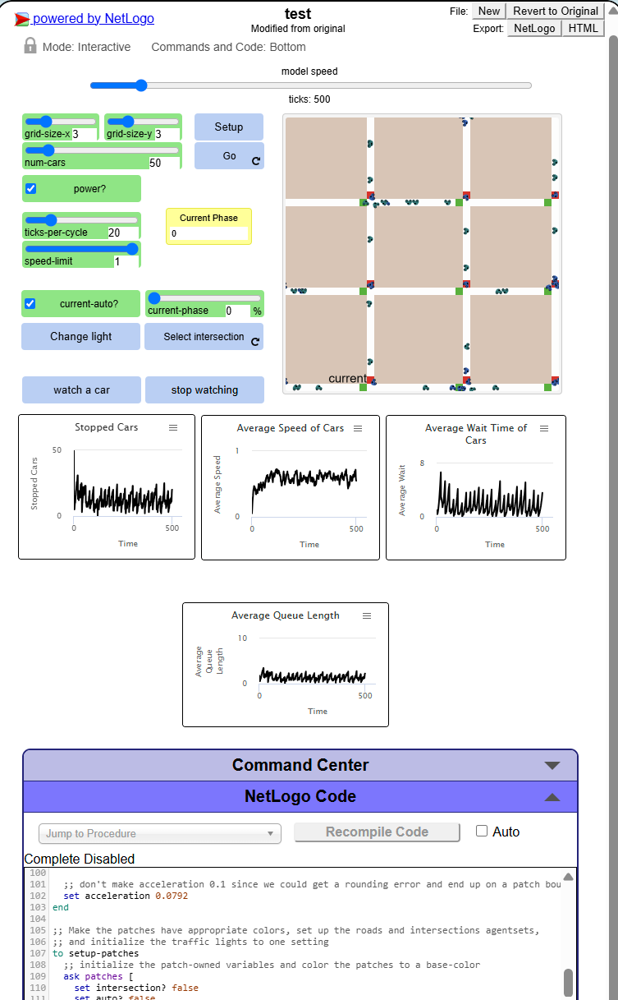 powered by NetLogo
test
Modified from original
File: New Revert to Original
Export: NetLogo HTML
Mode: Interactive Commands and Code: Bottom
model speed
ticks: 500
grid-size-x 3
grid-size-y 3
Setup
num-cars 50
Go
power?
ticks-per-cycle 20
Current Phase
0
speed-limit 1
current-auto?
current-phase 0 %
Change light
Select intersection
watch a car
stop watching
current
Stopped Cars
50
Stopped Cars
0
0 500
Time
Average Speed of Cars
1
Average Speed
0
0 500
Time
Average Wait Time of
Cars
8
Average Wait
0
0 500
Time
Average Queue Length
10
Average
Queue
Length
0
0 500
Time
Command Center
NetLogo Code
Jump to Procedure
Recompile Code
Auto
Complete Disabled
100
101 ;; don't make acceleration 0.1 since we could get a rounding error and end up on a patch bou
102 set acceleration 0.0792
103 end
104
105 ;; Make the patches have appropriate colors, set up the roads and intersections agentsets,
106 ;; and initialize the traffic lights to one setting
107 to setup-patches
108 ;; initialize the patch-owned variables and color the patches to a base-color
109 ask patches [
110 set intersection? false
111 set auto? false